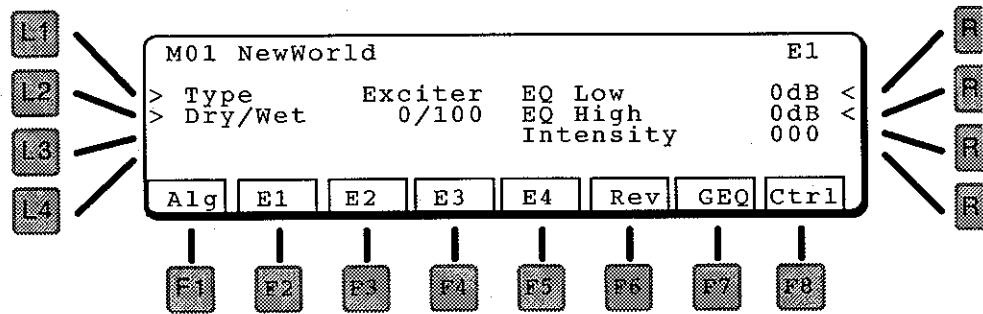 L1
L2
L3
L4
M01 NewWorld E1
> Type Exciter EQ Low 0dB <
> Dry/Wet 0/100 EQ High 0dB <
Intensity 000
Alg E1 E2 E3 E4 Rev GEQ Ctrl
F1 F2 F3 F4 F5 F6 F7 F8
R
R
R
R